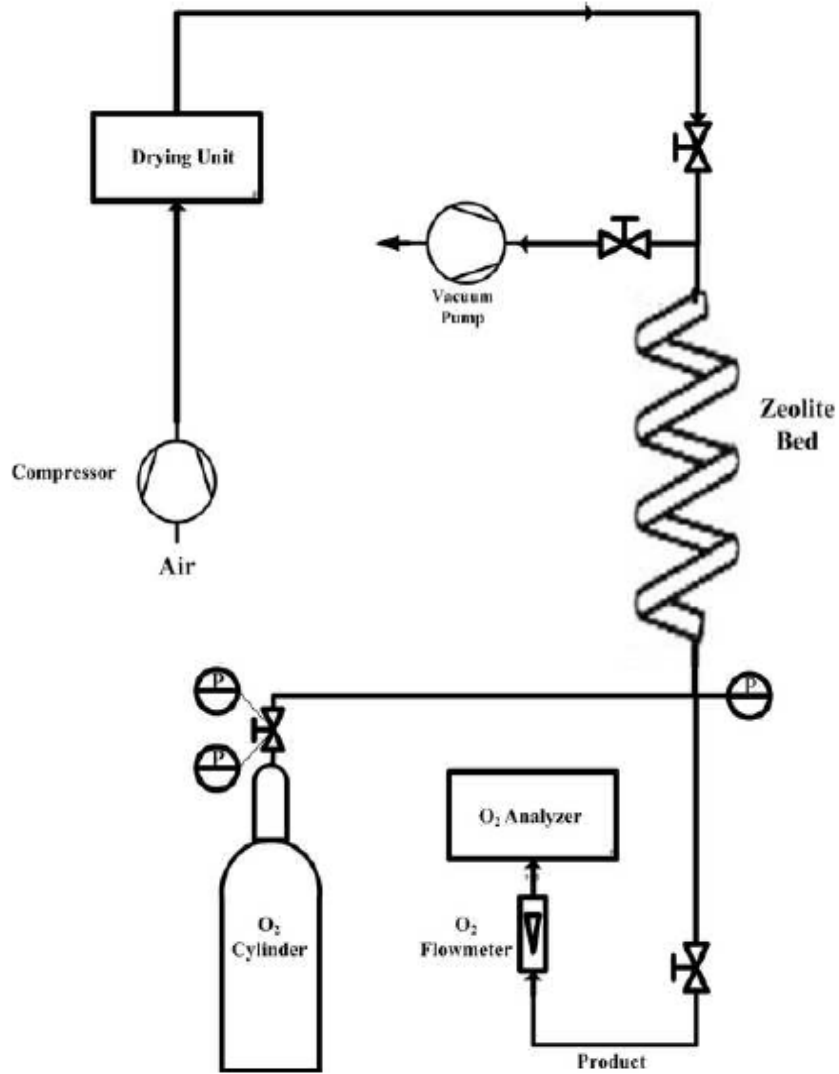 Drying Unit
Vacuum
Pump
Zeolite
Bed
Compressor
Air
P
P
P
O₂ Analyzer
O₂
Flowmeter
O₂
Cylinder
Product